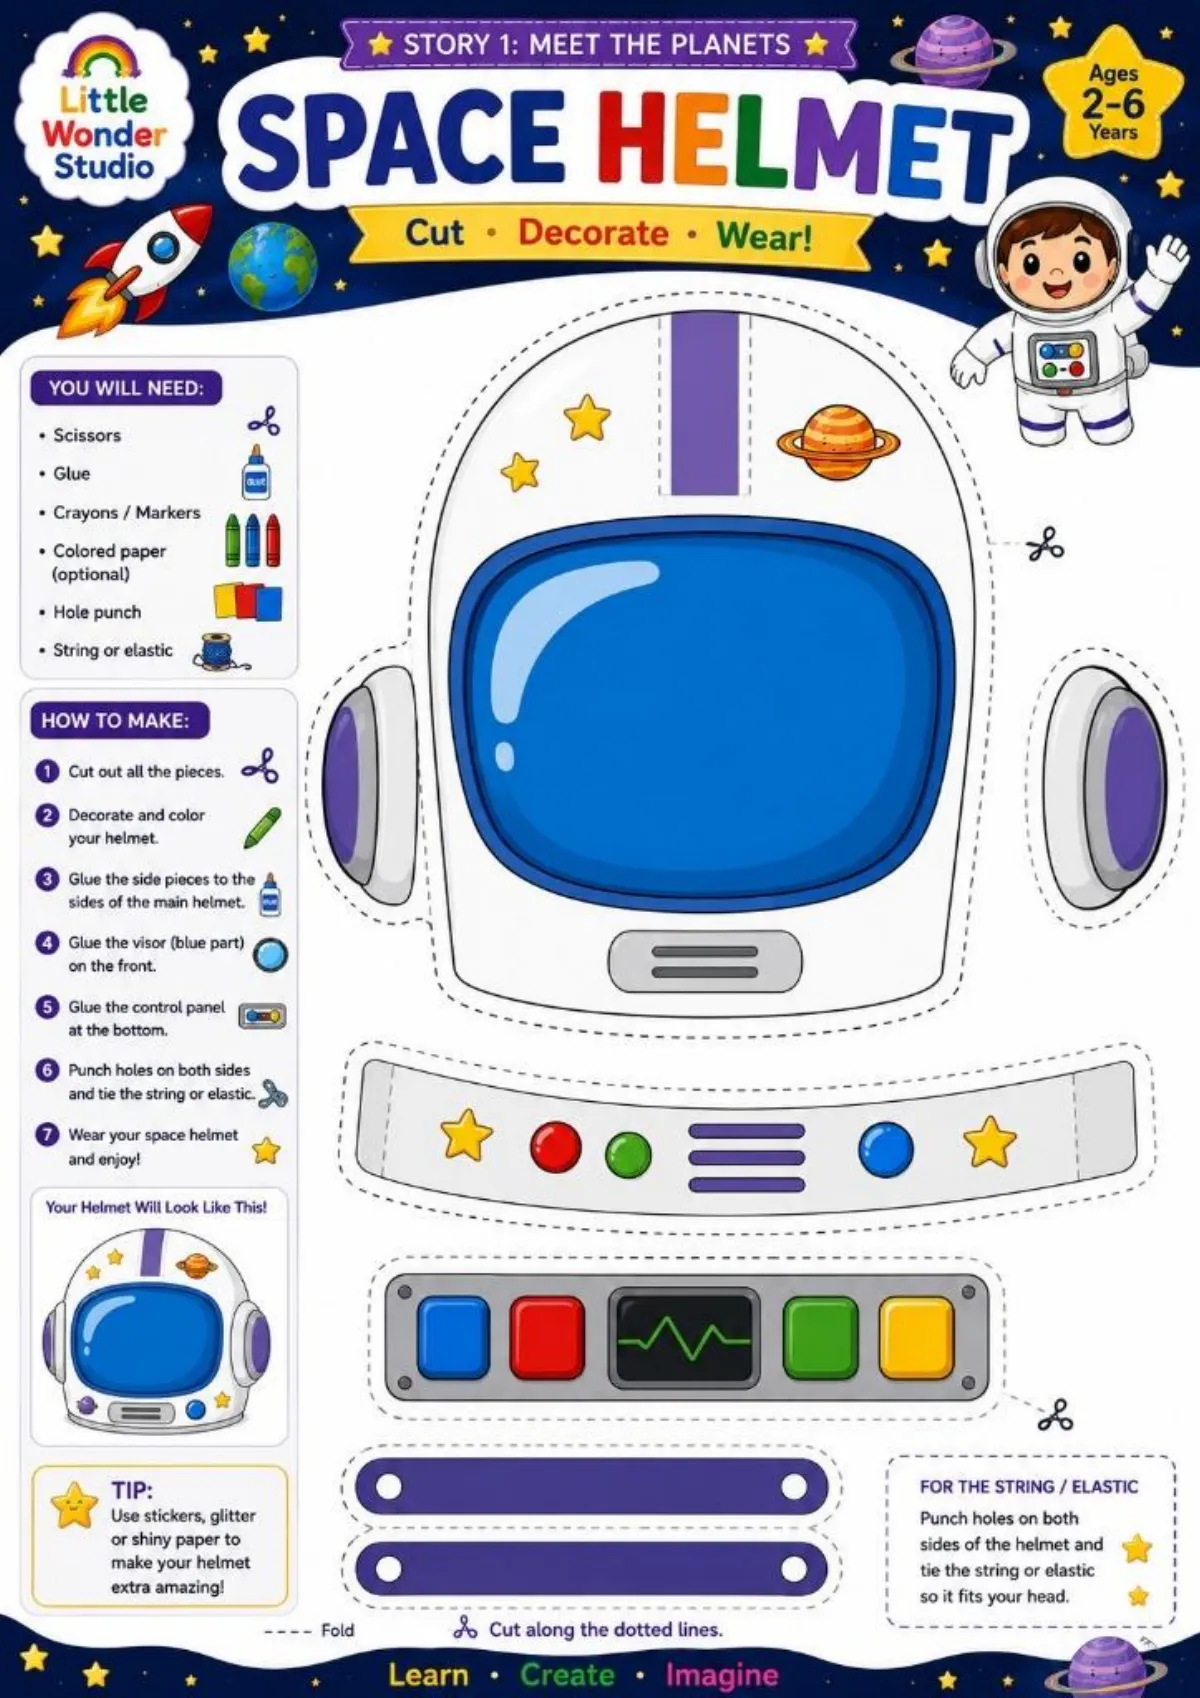 STORY 1: MEET THE PLANETS
Little
Wonder
Studio
SPACE HELMET
Ages
2-6
Years
Cut • Decorate • Wear!
YOU WILL NEED:
• Scissors
• Glue
GLUE
• Crayons / Markers
• Colored paper
(optional)
• Hole punch
• String or elastic
HOW TO MAKE:
1 Cut out all the pieces.
2 Decorate and color
your helmet.
3 Glue the side pieces to the
sides of the main helmet.
4 Glue the visor (blue part)
on the front.
5 Glue the control panel
at the bottom.
6 Punch holes on both sides
and tie the string or elastic.
7 Wear your space helmet
and enjoy!
Your Helmet Will Look Like This!
TIP:
Use stickers, glitter
or shiny paper to
make your helmet
extra amazing!
FOR THE STRING / ELASTIC
Punch holes on both
sides of the helmet and
tie the string or elastic
so it fits your head.
---- Fold
Cut along the dotted lines.
Learn • Create • Imagine